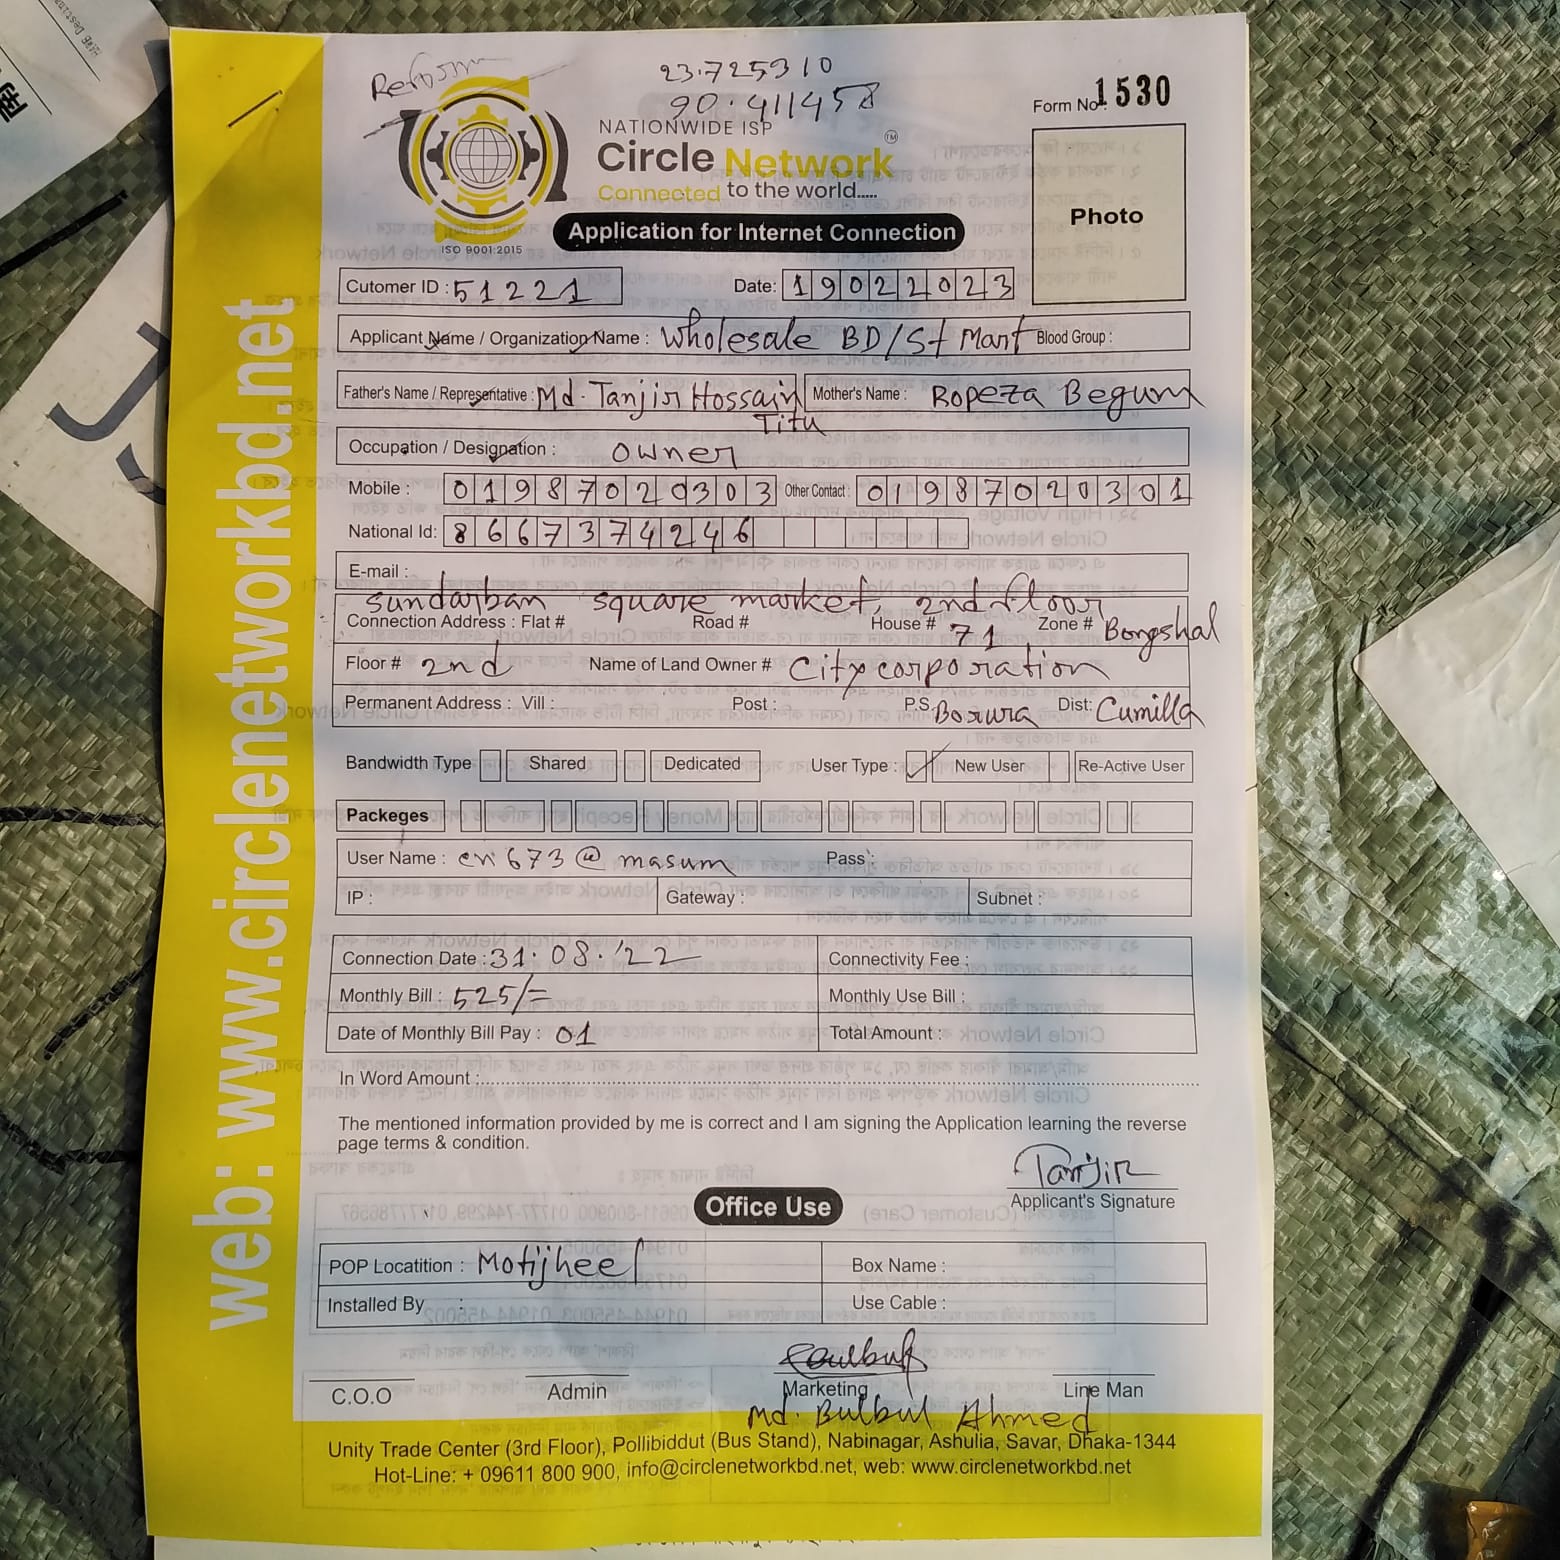 Reform
23.725310
90.411458
NATIONWIDE ISP
Circle Network TM
Connected to the world.....
ISO 9001:2015
Form No: 1530
Photo
Application for Internet Connection
Cutomer ID : 51221 Date: 19022023
Applicant Name / Organization Name : Wholesale BD/St Mart Blood Group :
Father's Name / Representative : Md. Tanjir Hossain Titu Mother's Name : Ropeza Begum
Occupation / Designation : owner
Mobile : 01987020303 Other Contact : 01987020301
National Id: 8667374246
E-mail :
sundarban square market, 2nd floor
Connection Address : Flat # Road # House # 71 Zone # Bongshal
Floor # 2nd Name of Land Owner # City corporation
Permanent Address : Vill : Post : P.S. Borura Dist: Cumilla
Bandwidth Type Shared Dedicated User Type : New User Re-Active User
Packeges
User Name : cn673@masum Pass :
IP : Gateway : Subnet :
Connection Date : 31.08.'22 Connectivity Fee :
Monthly Bill : 525/= Monthly Use Bill :
Date of Monthly Bill Pay : 01 Total Amount :
In Word Amount :
The mentioned information provided by me is correct and I am signing the Application learning the reverse
page terms & condition.
Tanjir
Applicant's Signature
Office Use
POP Locatition : Motijheel Box Name :
Installed By : Use Cable :
C.O.O Admin Marketing Line Man
Md. Bulbul Ahmed
Unity Trade Center (3rd Floor), Pollibiddut (Bus Stand), Nabinagar, Ashulia, Savar, Dhaka-1344
Hot-Line: + 09611 800 900, info@circlenetworkbd.net, web: www.circlenetworkbd.net
web: www.circlenetworkbd.net